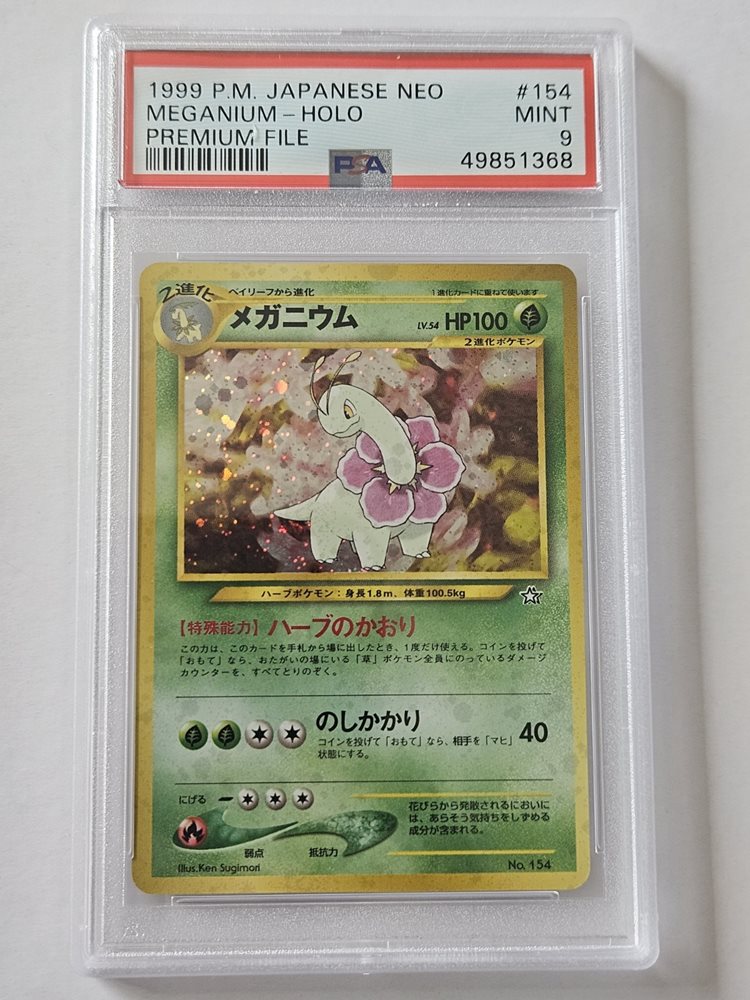 1999 P.M. JAPANESE NEO #154
MEGANIUM - HOLO MINT
PREMIUM FILE 9
PSA 49851368
2進化 ベイリーフから進化 1進化カードに重ねて使います
メガニウム LV.54 HP100
2進化ポケモン
ハーブポケモン:身長1.8m、体重100.5kg
【特殊能力】ハーブのかおり
この力は、このカードを手札から場に出したとき、1度だけ使える。コインを投げて
「おもて」なら、おたがいの場にいる「草」ポケモン全員にのっているダメージ
カウンターを、すべてとりのぞく。
のしかかり 40
コインを投げて「おもて」なら、相手を「マヒ」
状態にする。
にげる
花びらから発散されるにおいに
は、あらそう気持ちをしずめる
成分が含まれる。
弱点 抵抗力
Illus.Ken Sugimori No.154